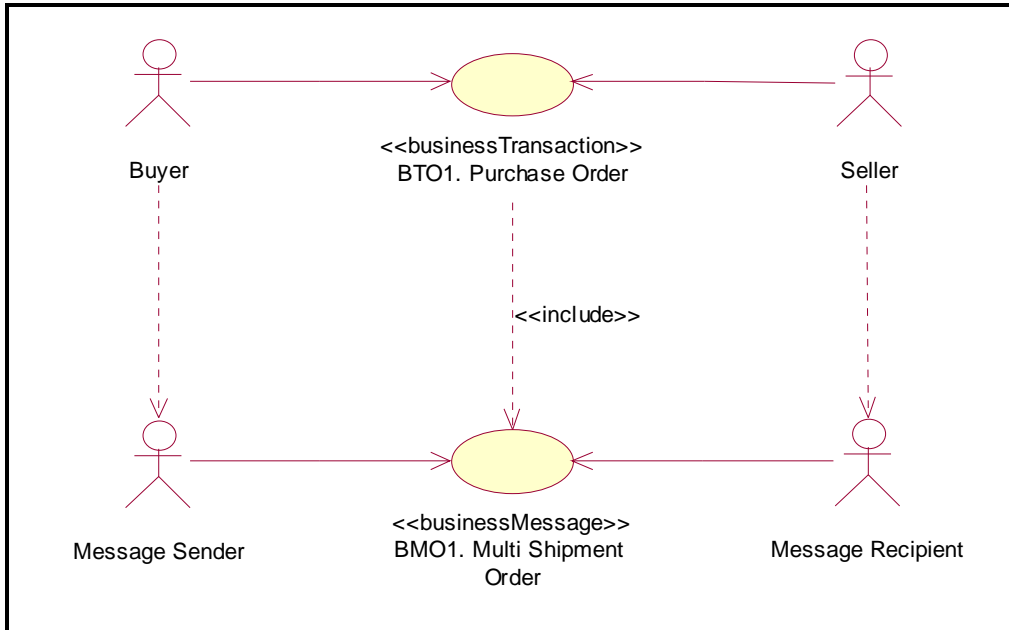 <<businessTransaction>>
BTO1. Purchase Order
Buyer
Seller
<<include>>
<<businessMessage>>
BMO1. Multi Shipment
Order
Message Sender
Message Recipient